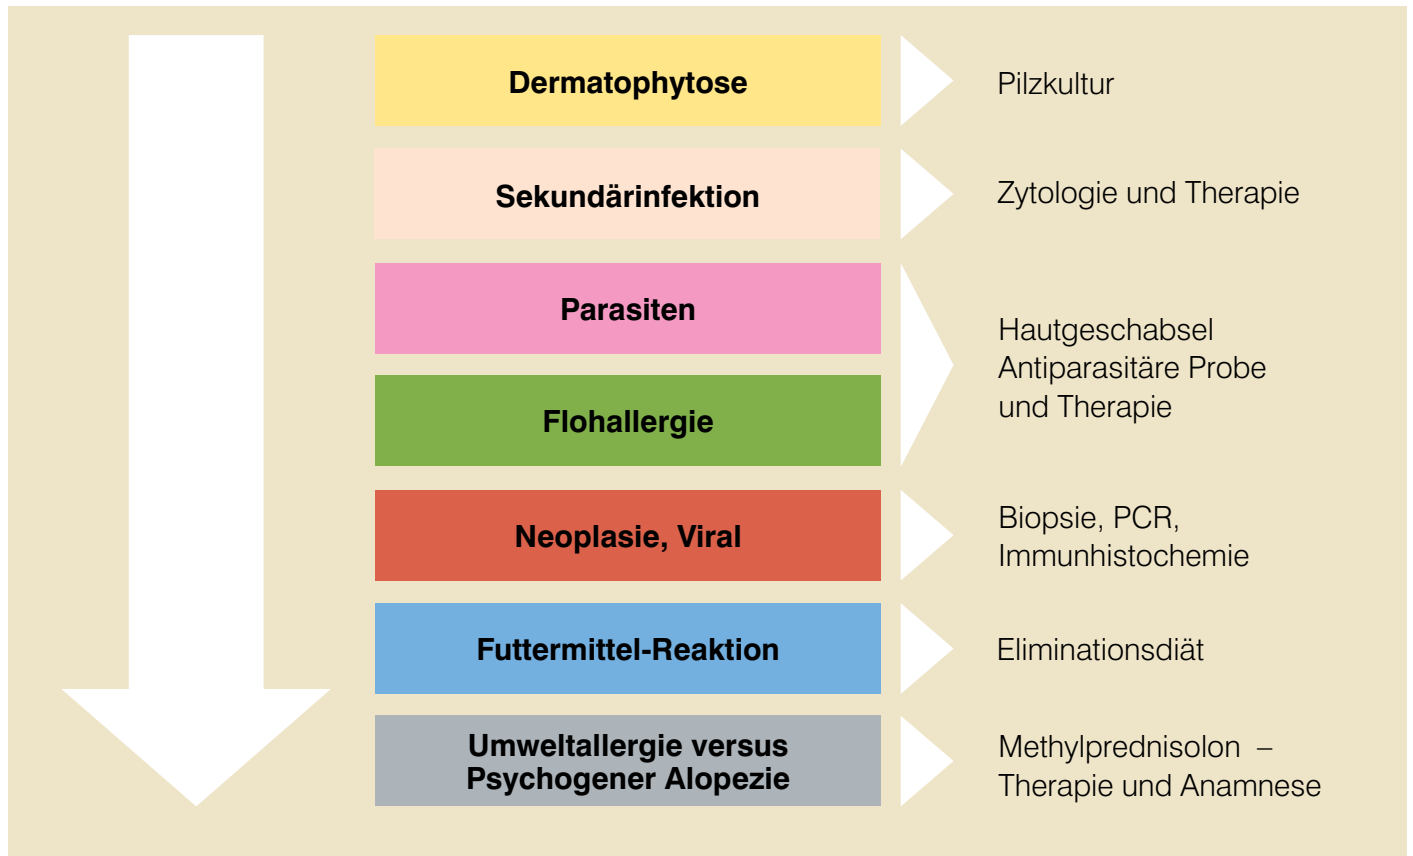 Dermatophytose
Pilzkultur
Sekundärinfektion
Zytologie und Therapie
Parasiten
Flohallergie
Hautgeschabsel
Antiparasitäre Probe
und Therapie
Neoplasie, Viral
Biopsie, PCR,
Immunhistochemie
Futtermittel-Reaktion
Eliminationsdiät
Umweltallergie versus
Psychogener Alopezie
Methylprednisolon –
Therapie und Anamnese